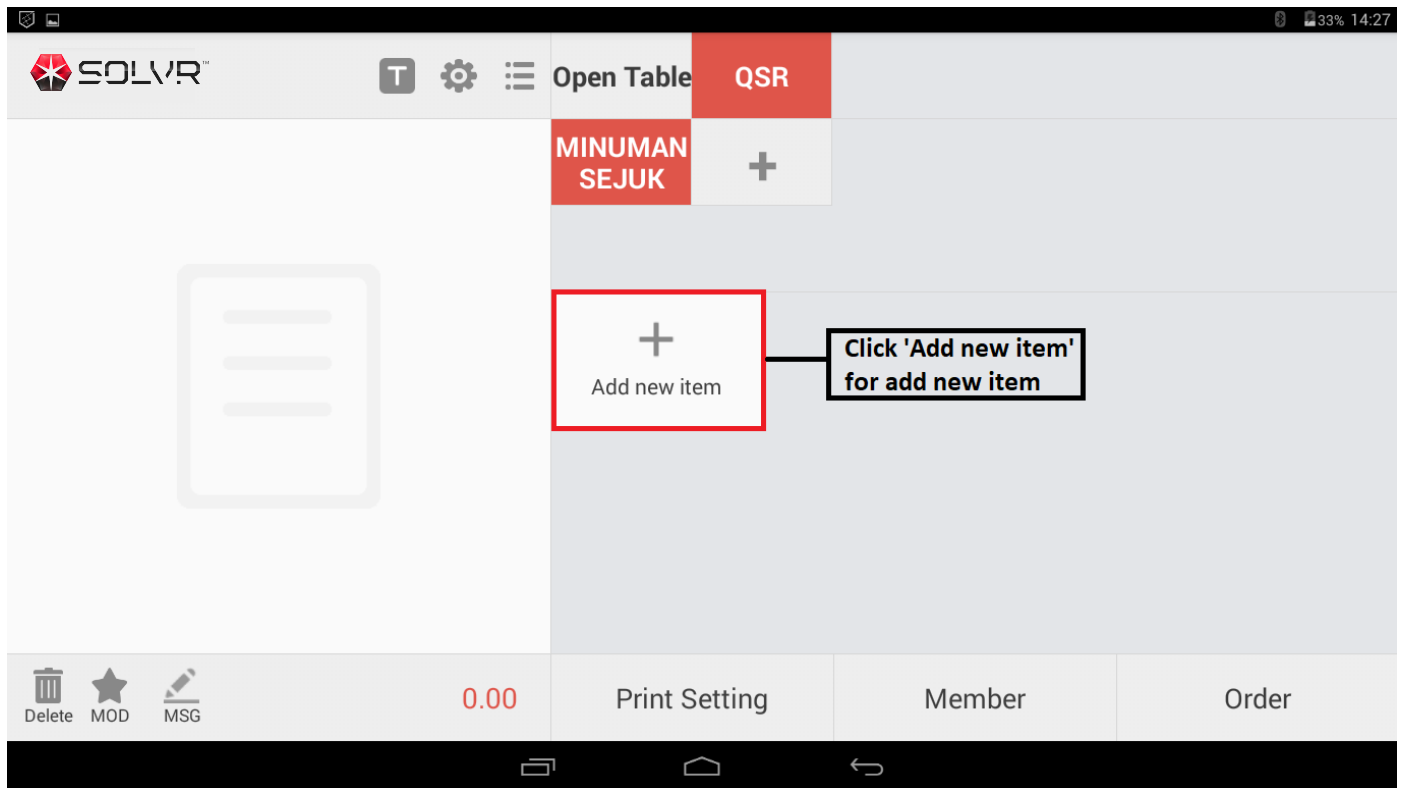 33% 14:27
SOLVR™
T
Open Table
QSR
MINUMAN
SEJUK
Add new item
Click 'Add new item'
for add new item
Delete
MOD
MSG
0.00
Print Setting
Member
Order